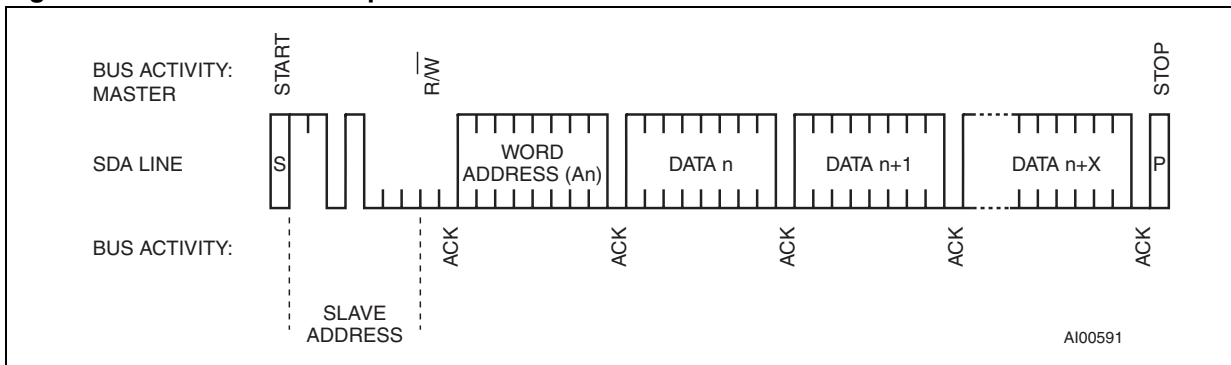 BUS ACTIVITY:
MASTER
START
R/W
STOP
SDA LINE
S
WORD
ADDRESS (An)
DATA n
DATA n+1
DATA n+X
P
BUS ACTIVITY:
ACK
ACK
ACK
ACK
ACK
SLAVE
ADDRESS
AI00591